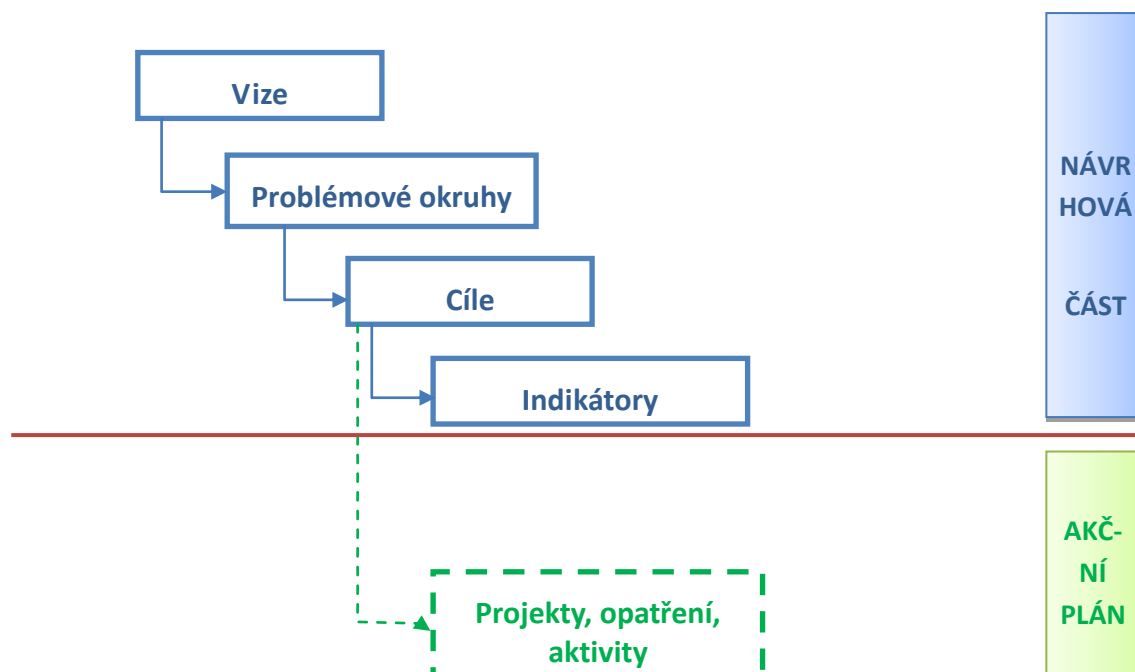 Vize
Problémové okruhy
Cíle
Indikátory
NÁVR
HOVÁ
ČÁST
Projekty, opatření,
aktivity
AKČ-
NÍ
PLÁN